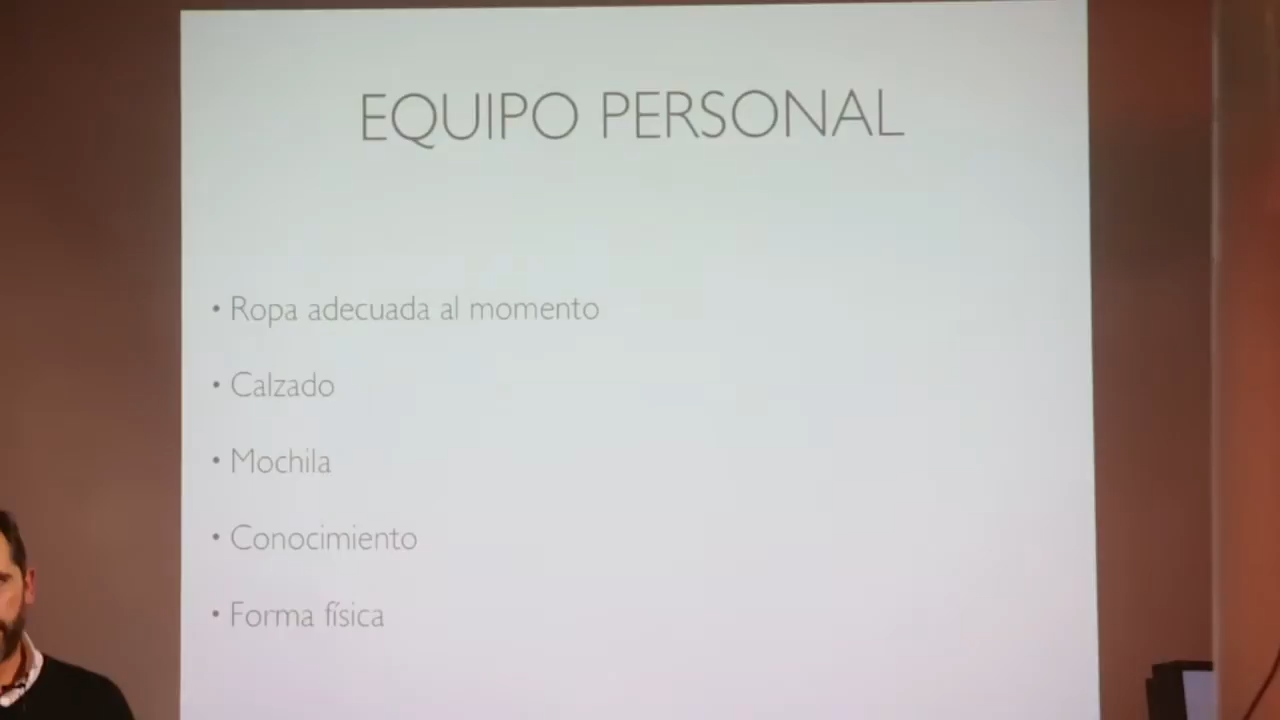 EQUIPO PERSONAL
• Ropa adecuada al momento
• Calzado
• Mochila
• Conocimiento
• Forma física